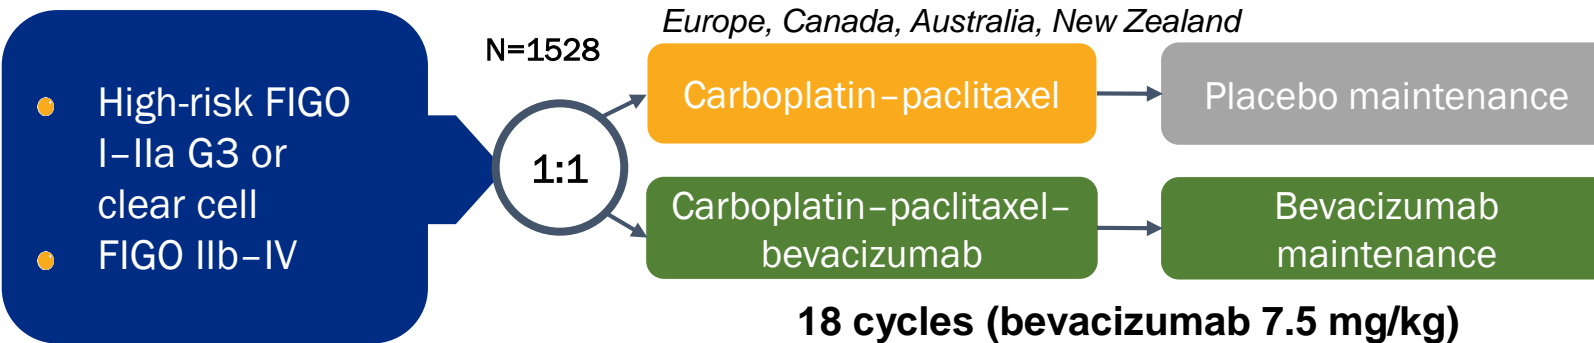 Europe, Canada, Australia, New Zealand
N=1528
High-risk FIGO
I–IIa G3 or
clear cell
FIGO IIb–IV
1:1
Carboplatin–paclitaxel
Placebo maintenance
Carboplatin–paclitaxel–
bevacizumab
Bevacizumab
maintenance
18 cycles (bevacizumab 7.5 mg/kg)